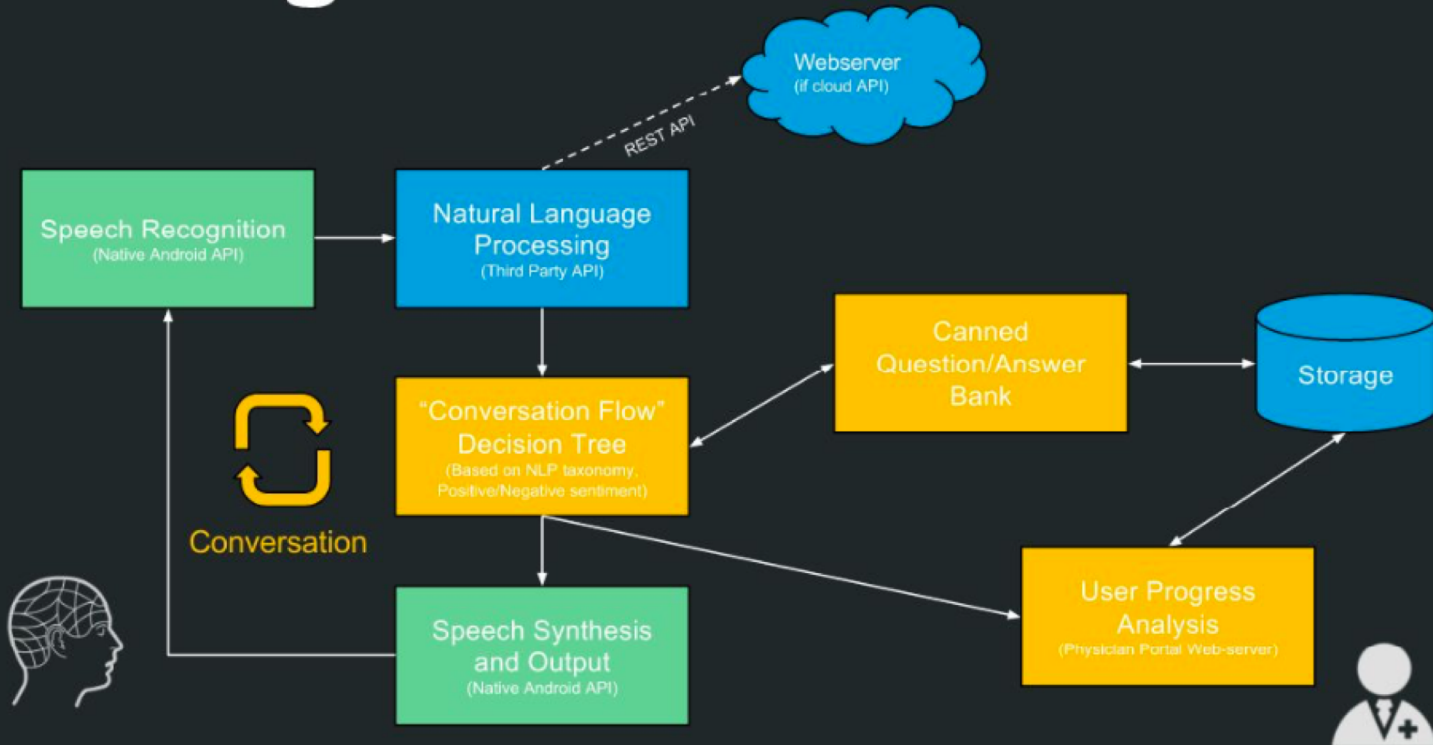 Webserver
(if cloud API)
REST API
Speech Recognition
(Native Android API)
Natural Language
Processing
(Third Party API)
Canned
Question/Answer
Bank
Storage
"Conversation Flow"
Decision Tree
(Based on NLP taxonomy,
Positive/Negative sentiment)
Conversation
User Progress
Analysis
(Physician Portal Web-server)
Speech Synthesis
and Output
(Native Android API)